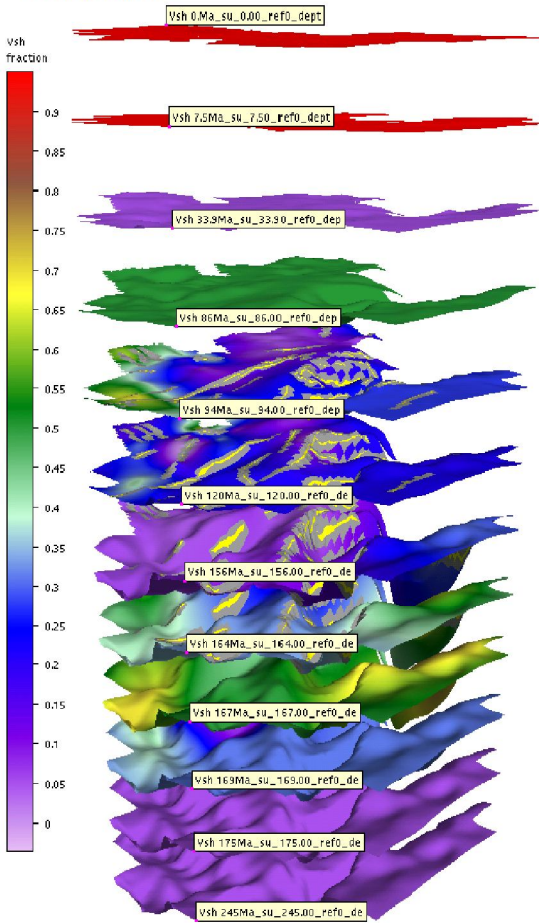 Vsh 0.Ma_su_0.00_ref0_dept
Vsh
fraction
Vsh 7.5Ma_su_7.50_ref0_dept
0.9
0.85
0.8
Vsh 33.9Ma_su_33.90_ref0_dep
0.75
0.7
0.65
Vsh 86Ma_su_86.00_ref0_dep
0.6
0.55
Vsh 94Ma_su_94.00_ref0_dep
0.5
0.45
Vsh 120Ma_su_120.00_ref0_de
0.4
0.35
Vsh 156Ma_su_156.00_ref0_de
0.3
0.25
Vsh 164Ma_su_164.00_ref0_de
0.2
Vsh 167Ma_su_167.00_ref0_de
0.15
0.1
Vsh 169Ma_su_169.00_ref0_de
0.05
0
Vsh 175Ma_su_175.00_ref0_de
Vsh 245Ma_su_245.00_ref0_de